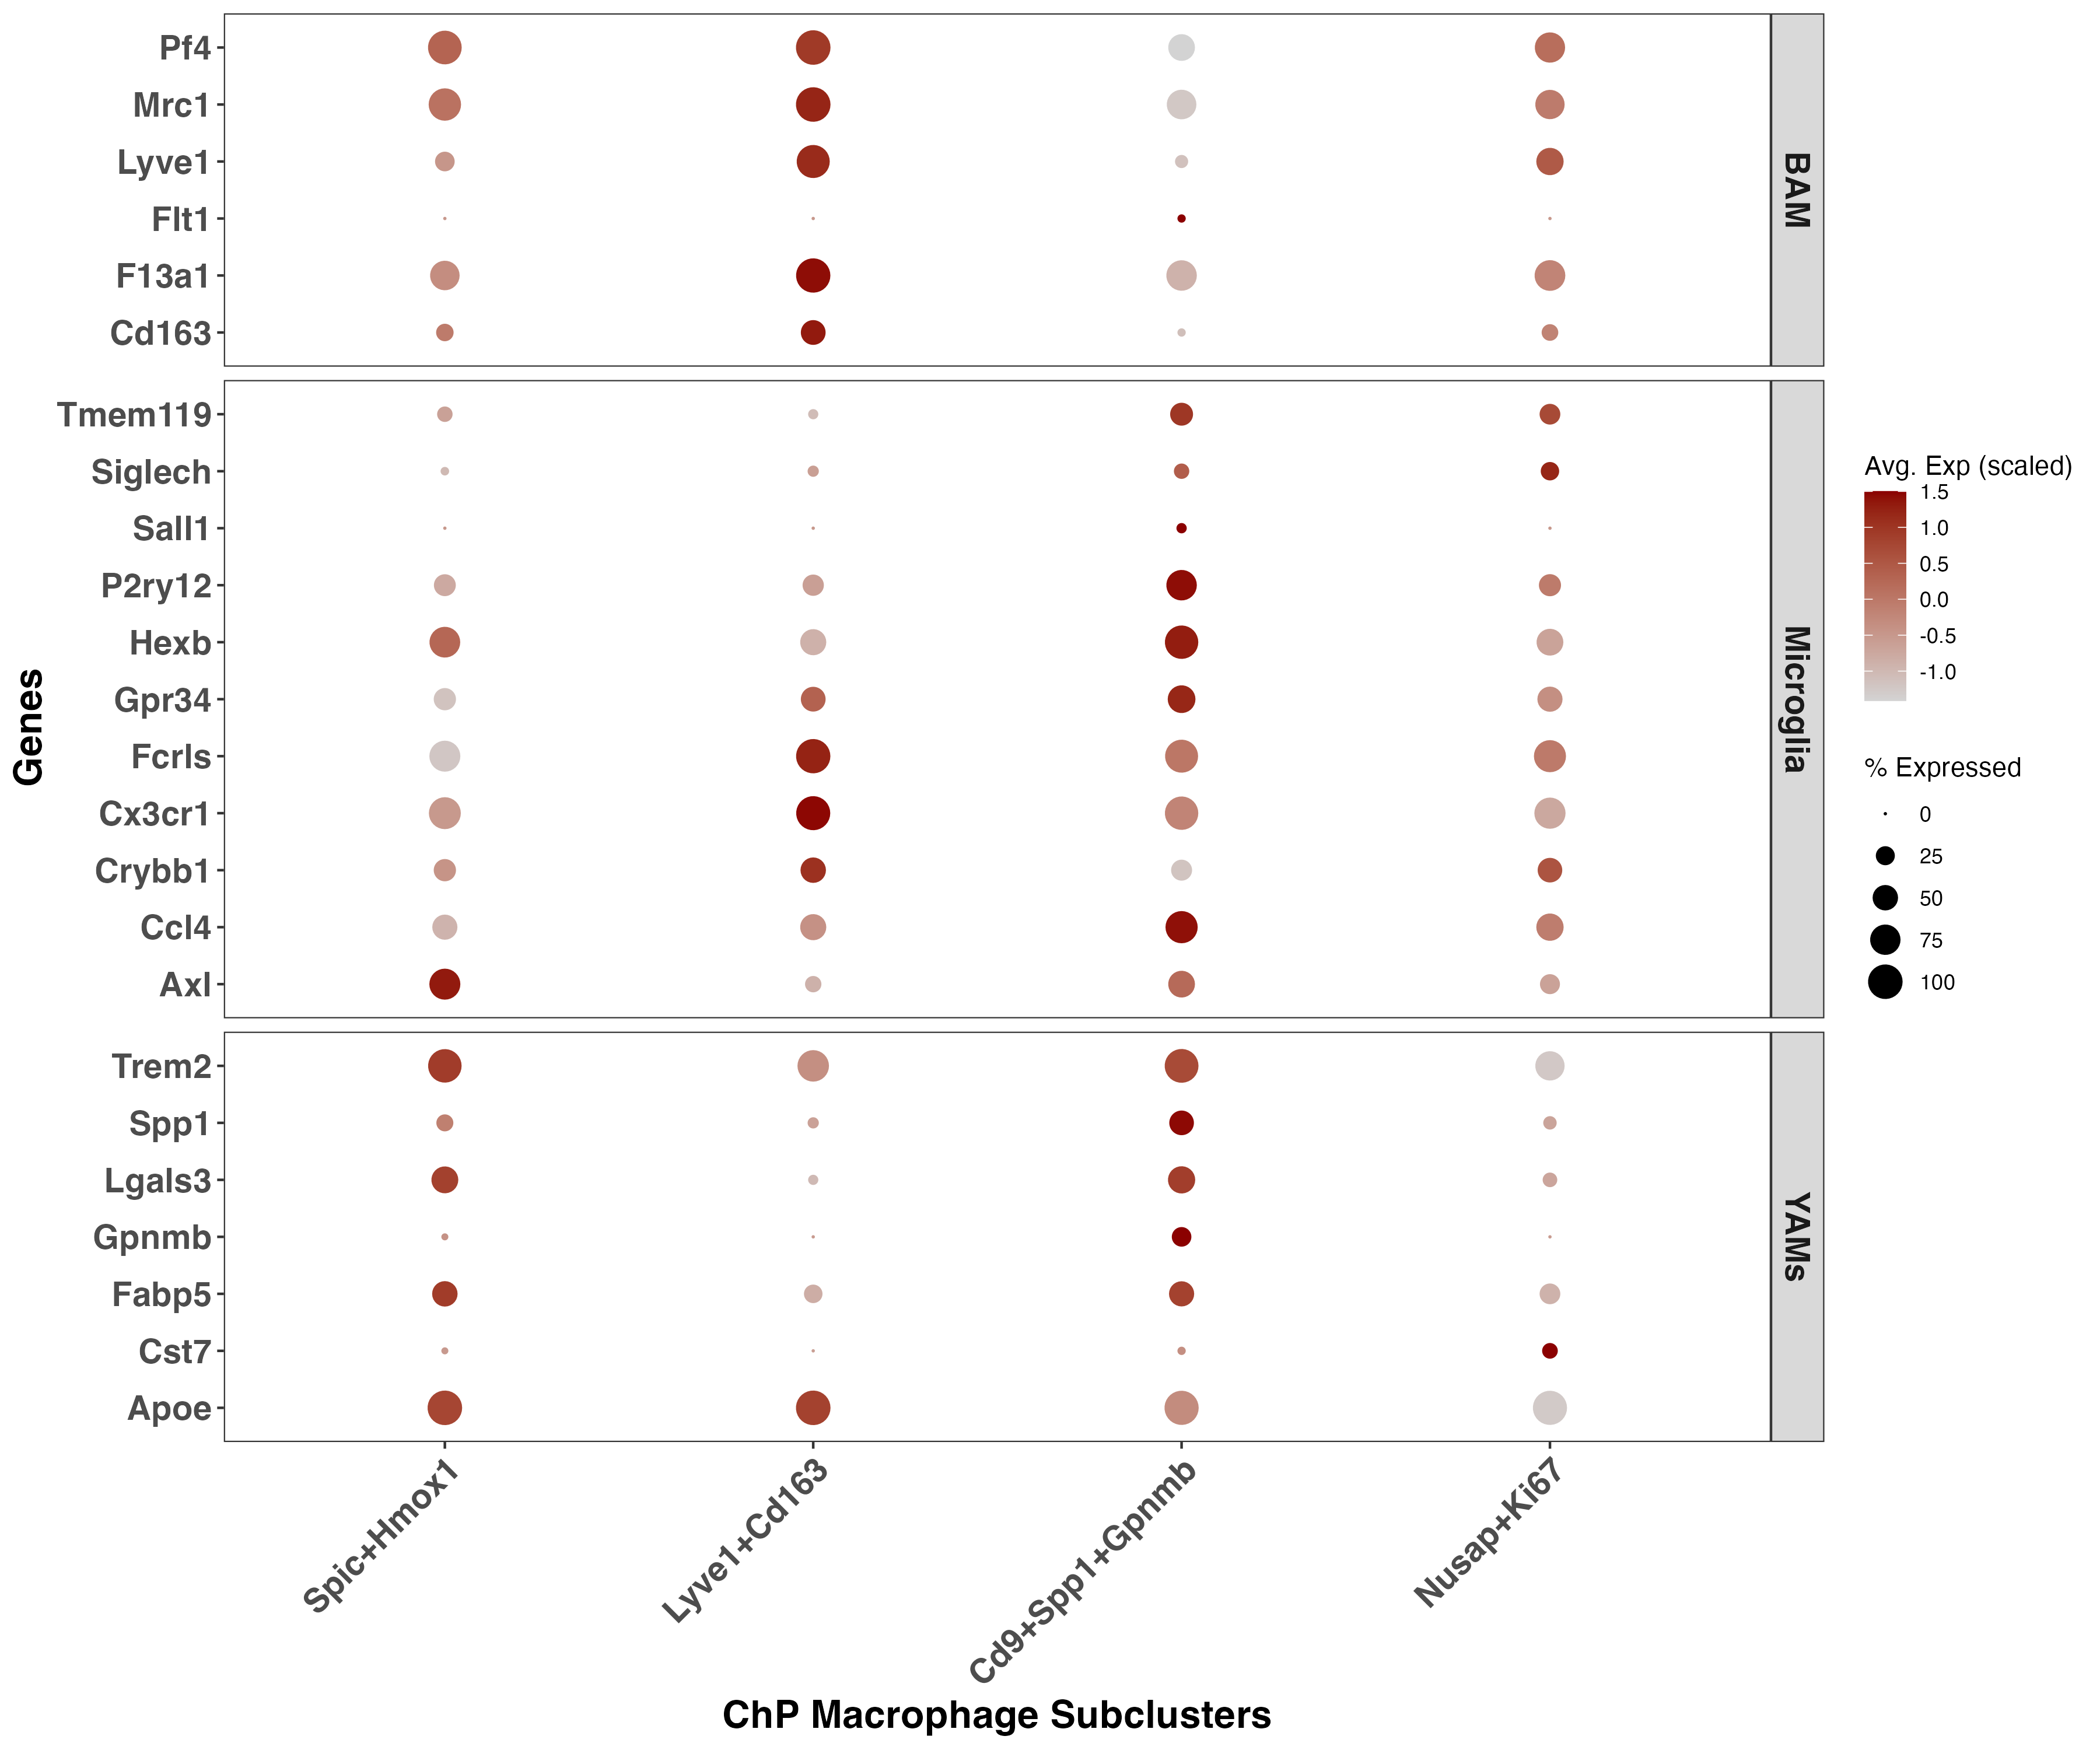 Pf4
Mrc1
Lyve1
Flt1
F13a1
Cd163
BAM
Tmem119
Siglech
Sall1
P2ry12
Hexb
Gpr34
Fcrls
Cx3cr1
Crybb1
Ccl4
Axl
Microglia
Trem2
Spp1
Lgals3
Gpnmb
Fabp5
Cst7
Apoe
YAMs
Genes
Spic+Hmox1
Lyve1+Cd163
Cd9+Spp1+Gpnmb
Nusap+Ki67
ChP Macrophage Subclusters
Avg. Exp (scaled)
1.5
1.0
0.5
0.0
-0.5
-1.0
% Expressed
0
25
50
75
100